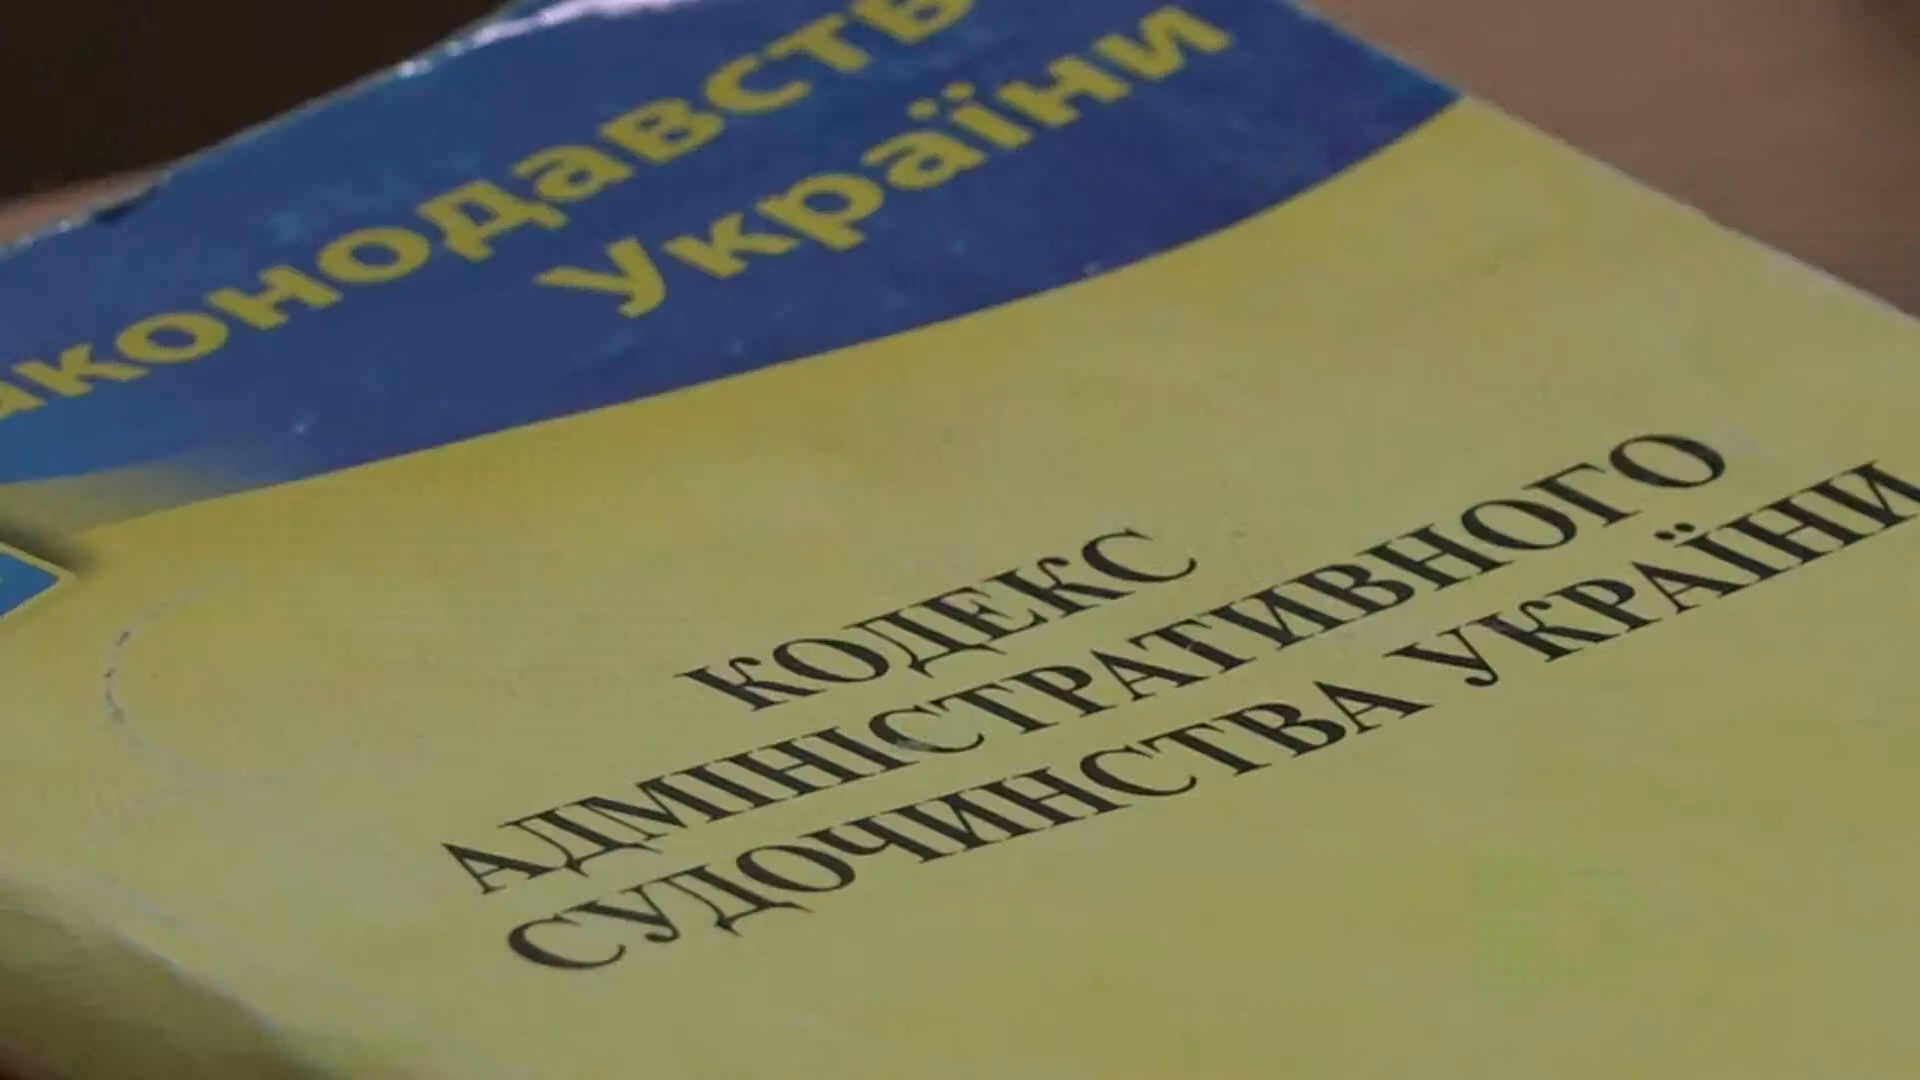 аконодавств
України
КОДЕКС
АДМІНІСТРАТИВНОГО
СУДОЧИНСТВА УКРАЇНИ